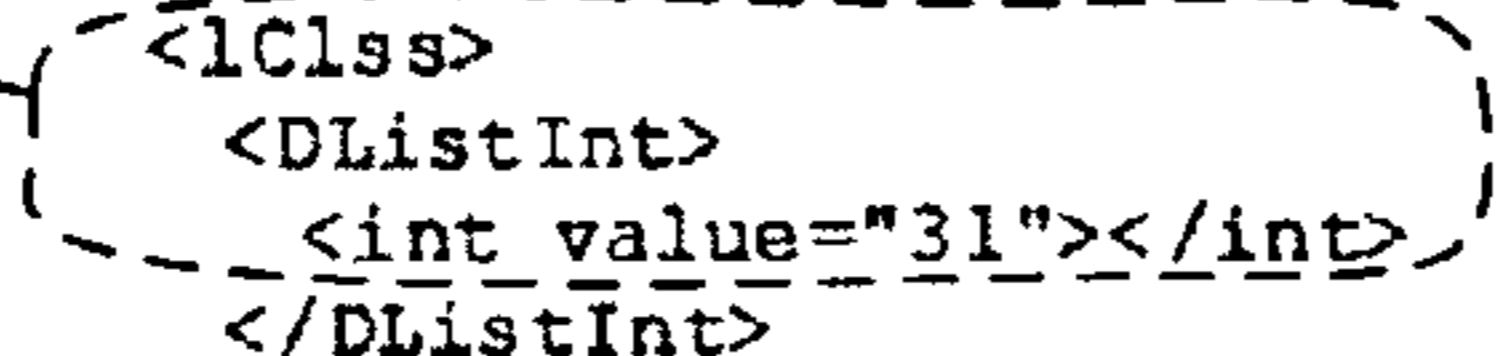 <lClss>
<DListInt>
<int value="31"></int>
</DListInt>